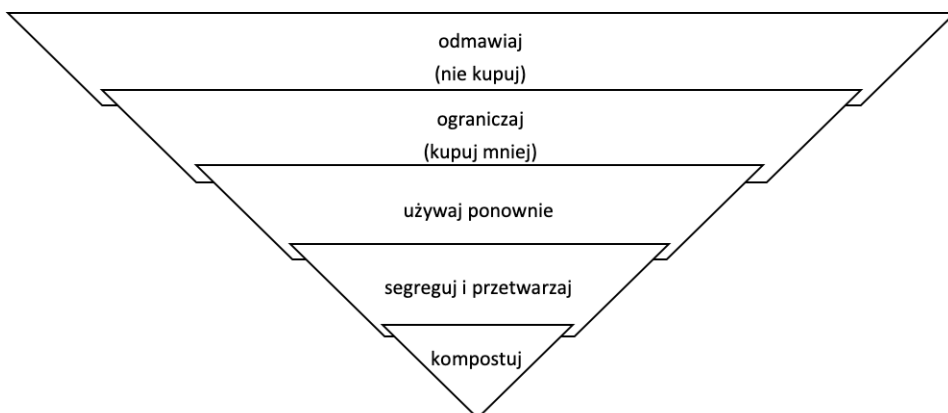 odmawiaj
(nie kupuj)
ograniczaj
(kupuj mniej)
używaj ponownie
segreguj i przetwarzaj
kompostuj